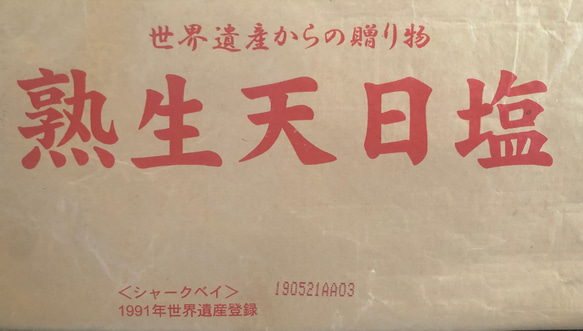 世界遺産からの贈り物
熟生天日塩
＜シャークベイ＞ 190521AA03
1991年世界遺産登録